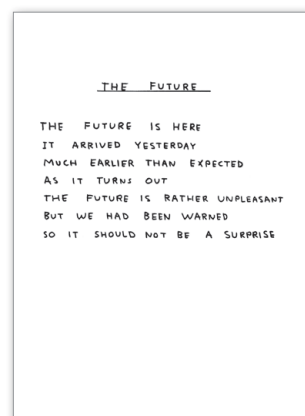 THE FUTURE
THE FUTURE IS HERE
IT ARRIVED YESTERDAY
MUCH EARLIER THAN EXPECTED
AS IT TURNS OUT
THE FUTURE IS RATHER UNPLEASANT
BUT WE HAD BEEN WARNED
SO IT SHOULD NOT BE A SURPRISE